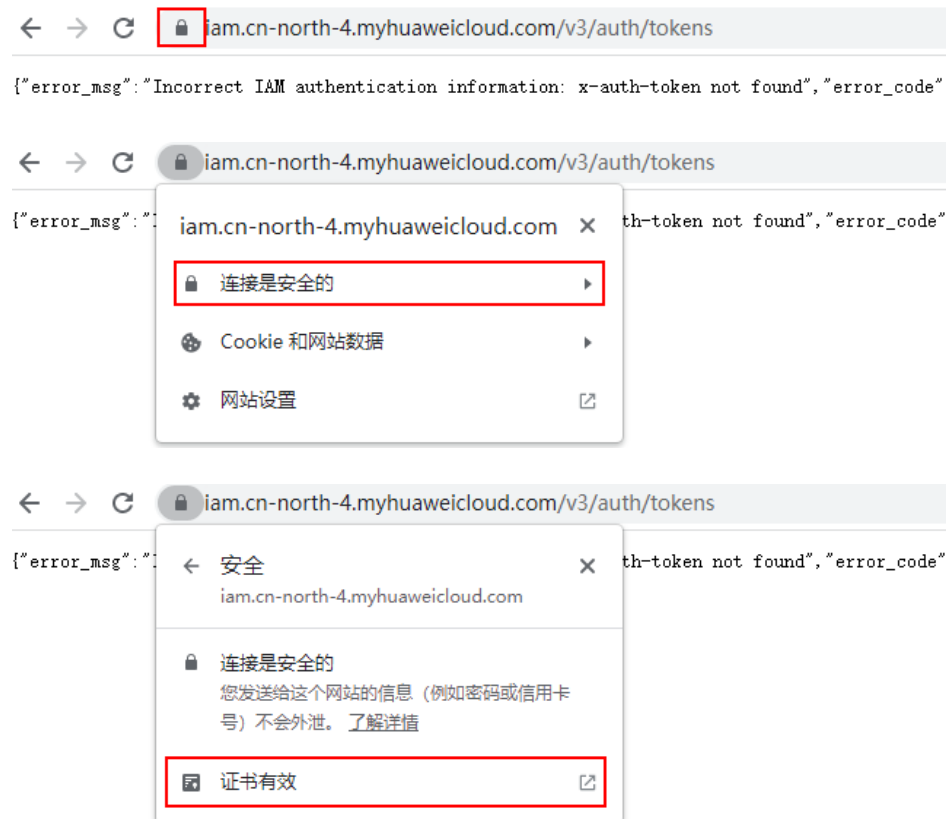 iam.cn-north-4.myhuaweicloud.com/v3/auth/tokens
{"error_msg":"Incorrect IAM authentication information: x-auth-token not found","error_code"
iam.cn-north-4.myhuaweicloud.com/v3/auth/tokens
{"error_msg":"I th-token not found","error_code"
iam.cn-north-4.myhuaweicloud.com
连接是安全的
Cookie 和网站数据
网站设置
iam.cn-north-4.myhuaweicloud.com/v3/auth/tokens
{"error_msg":"I th-token not found","error_code"
安全
iam.cn-north-4.myhuaweicloud.com
连接是安全的
您发送给这个网站的信息（例如密码或信用卡
号）不会外泄。 了解详情
证书有效